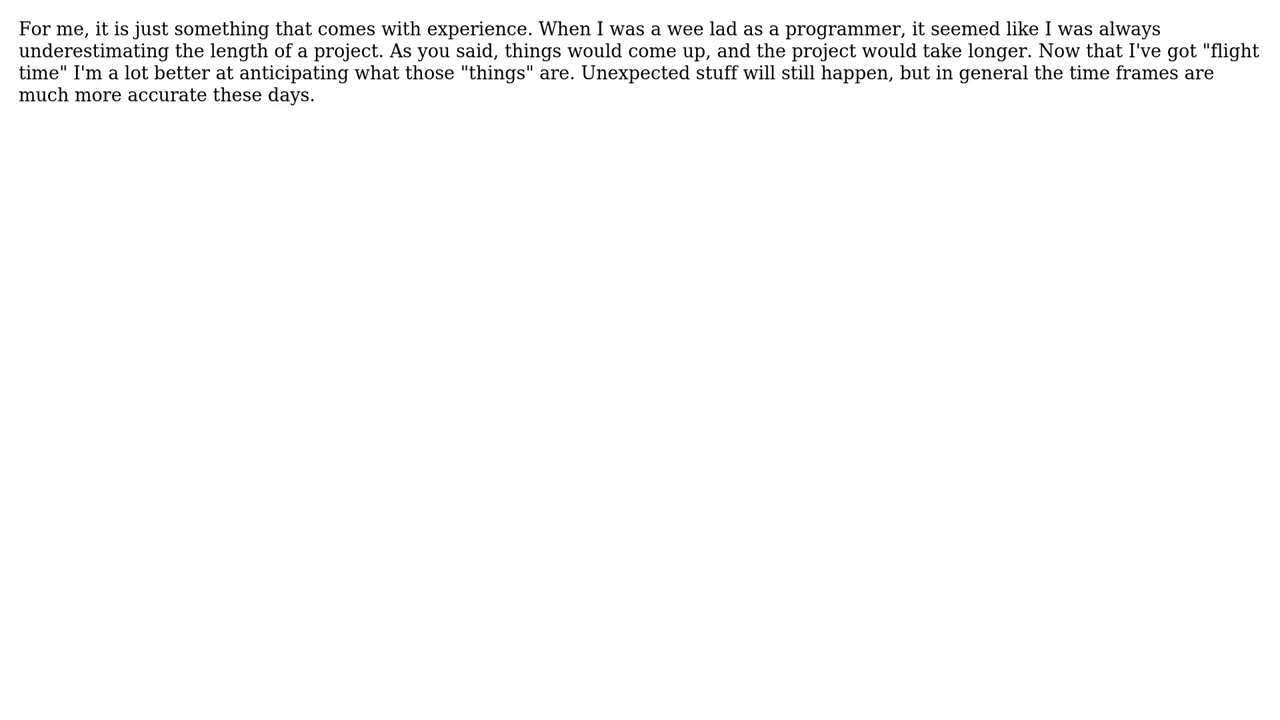 For me, it is just something that comes with experience. When I was a wee lad as a programmer, it seemed like I was always
underestimating the length of a project. As you said, things would come up, and the project would take longer. Now that I've got "flight
time" I'm a lot better at anticipating what those "things" are. Unexpected stuff will still happen, but in general the time frames are
much more accurate these days.